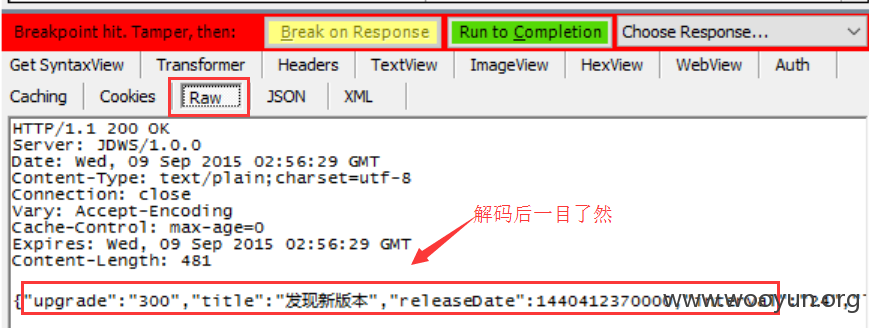 Breakpoint hit. Tamper, then: Break on Response Run to Completion Choose Response...
Get SyntaxView Transformer Headers TextView ImageView HexView WebView Auth
Caching Cookies Raw JSON XML
HTTP/1.1 200 OK
Server: JDWS/1.0.0
Date: Wed, 09 Sep 2015 02:56:29 GMT
Content-Type: text/plain;charset=utf-8
Connection: close
Vary: Accept-Encoding
解码后一目了然
Cache-Control: max-age=0
Expires: Wed, 09 Sep 2015 02:56:29 GMT
Content-Length: 481
{"upgrade":"300","title":"发现新版本","releaseDate":1440412370000,"interval":"24",
www.wooyun.org